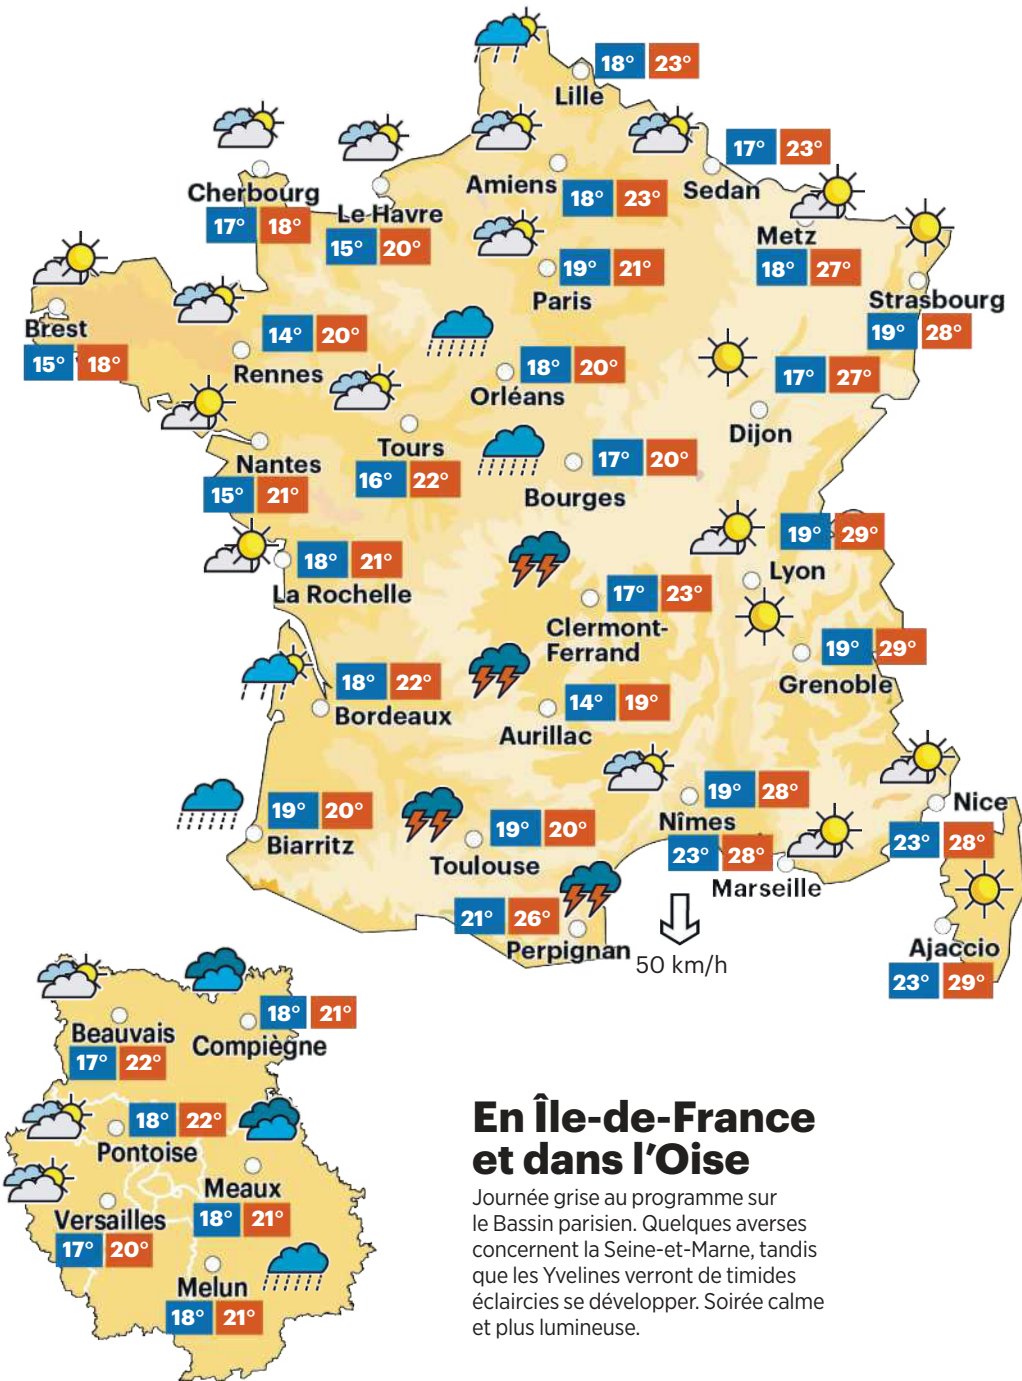 18° 23°
Lille
Cherbourg
17° 18°
Le Havre
15° 20°
Amiens
18° 23°
17° 23°
Sedan
Metz
18° 27°
19° 21°
Paris
Strasbourg
19° 28°
Brest
15° 18°
14° 20°
Rennes
18° 20°
Orléans
17° 27°
Dijon
Nantes
15° 21°
Tours
16° 22°
17° 20°
Bourges
18° 21°
La Rochelle
19° 29°
Lyon
17° 23°
Clermont-
Ferrand
19° 29°
Grenoble
18° 22°
Bordeaux
14° 19°
Aurillac
19° 20°
Biarritz
19° 20°
Toulouse
19° 28°
Nîmes
23° 28°
Marseille
Nice
23° 28°
21° 26°
Perpignan
50 km/h
Ajaccio
23° 29°
Beauvais
17° 22°
18° 21°
Compiègne
18° 22°
Pontoise
Meaux
18° 21°
Versailles
17° 20°
Melun
18° 21°
En Île-de-France
et dans l'Oise
Journée grise au programme sur
le Bassin parisien. Quelques averses
concernent la Seine-et-Marne, tandis
que les Yvelines verront de timides
éclaircies se développer. Soirée calme
et plus lumineuse.